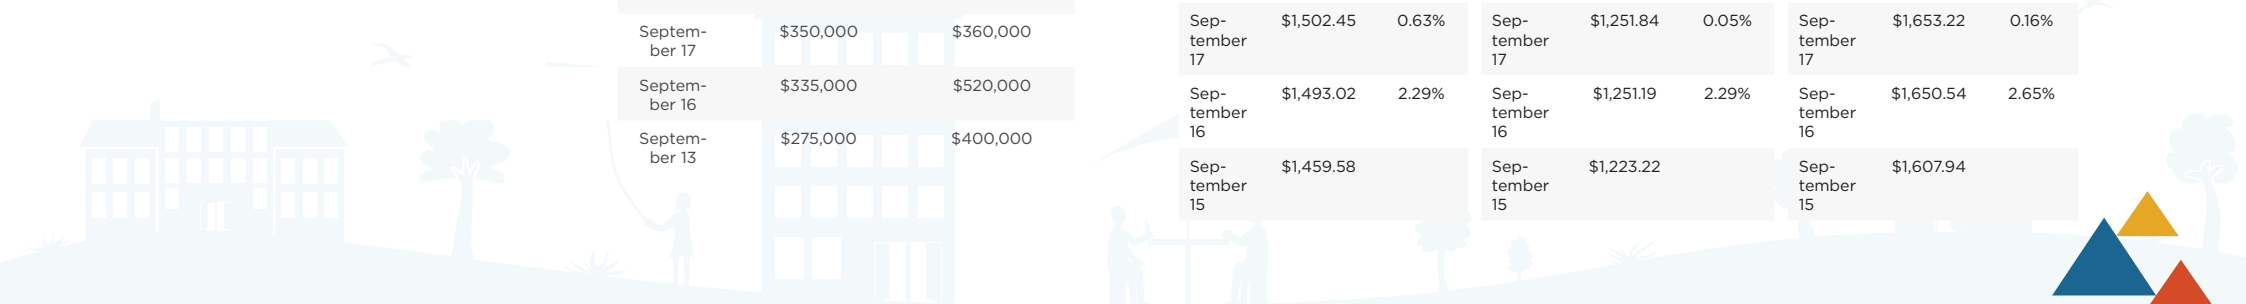 Septem-
ber 17 $350,000 $360,000
Septem-
ber 16 $335,000 $520,000
Septem-
ber 13 $275,000 $400,000
Sep-
tember
17 $1,502.45 0.63%
Sep-
tember
16 $1,493.02 2.29%
Sep-
tember
15 $1,459.58
Sep-
tember
17 $1,251.84 0.05%
Sep-
tember
16 $1,251.19 2.29%
Sep-
tember
15 $1,223.22
Sep-
tember
17 $1,653.22 0.16%
Sep-
tember
16 $1,650.54 2.65%
Sep-
tember
15 $1,607.94